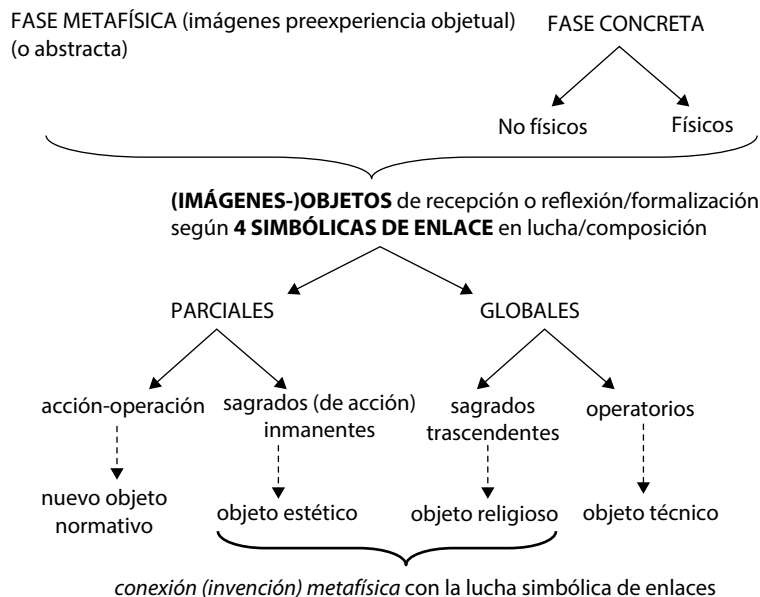 FASE METAFÍSICA (imágenes preexperiencia objetual)
(o abstracta)
FASE CONCRETA
No físicos
Físicos
(IMÁGENES-)OBJETOS de recepción o reflexión/formalización
según 4 SIMBÓLICAS DE ENLACE en lucha/composición
PARCIALES
GLOBALES
acción-operación
sagrados (de acción)
inmanentes
sagrados
trascendentes
operatorios
nuevo objeto
normativo
objeto estético
objeto religioso
objeto técnico
conexión (invención) metafísica con la lucha simbólica de enlaces